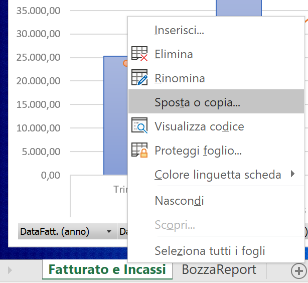 35.000,00
30.000,00
25.000,00
20.000,00
15.000,00
10.000,00
5.000,00
0,00
Trin
DataFatt. (anno)
Da
Inserisci...
Elimina
Rinomina
Sposta o copia...
Visualizza codice
Proteggi foglio...
Colore linguetta scheda
Nascondi
Scopri...
Seleziona tutti i fogli
Fatturato e Incassi
BozzaReport